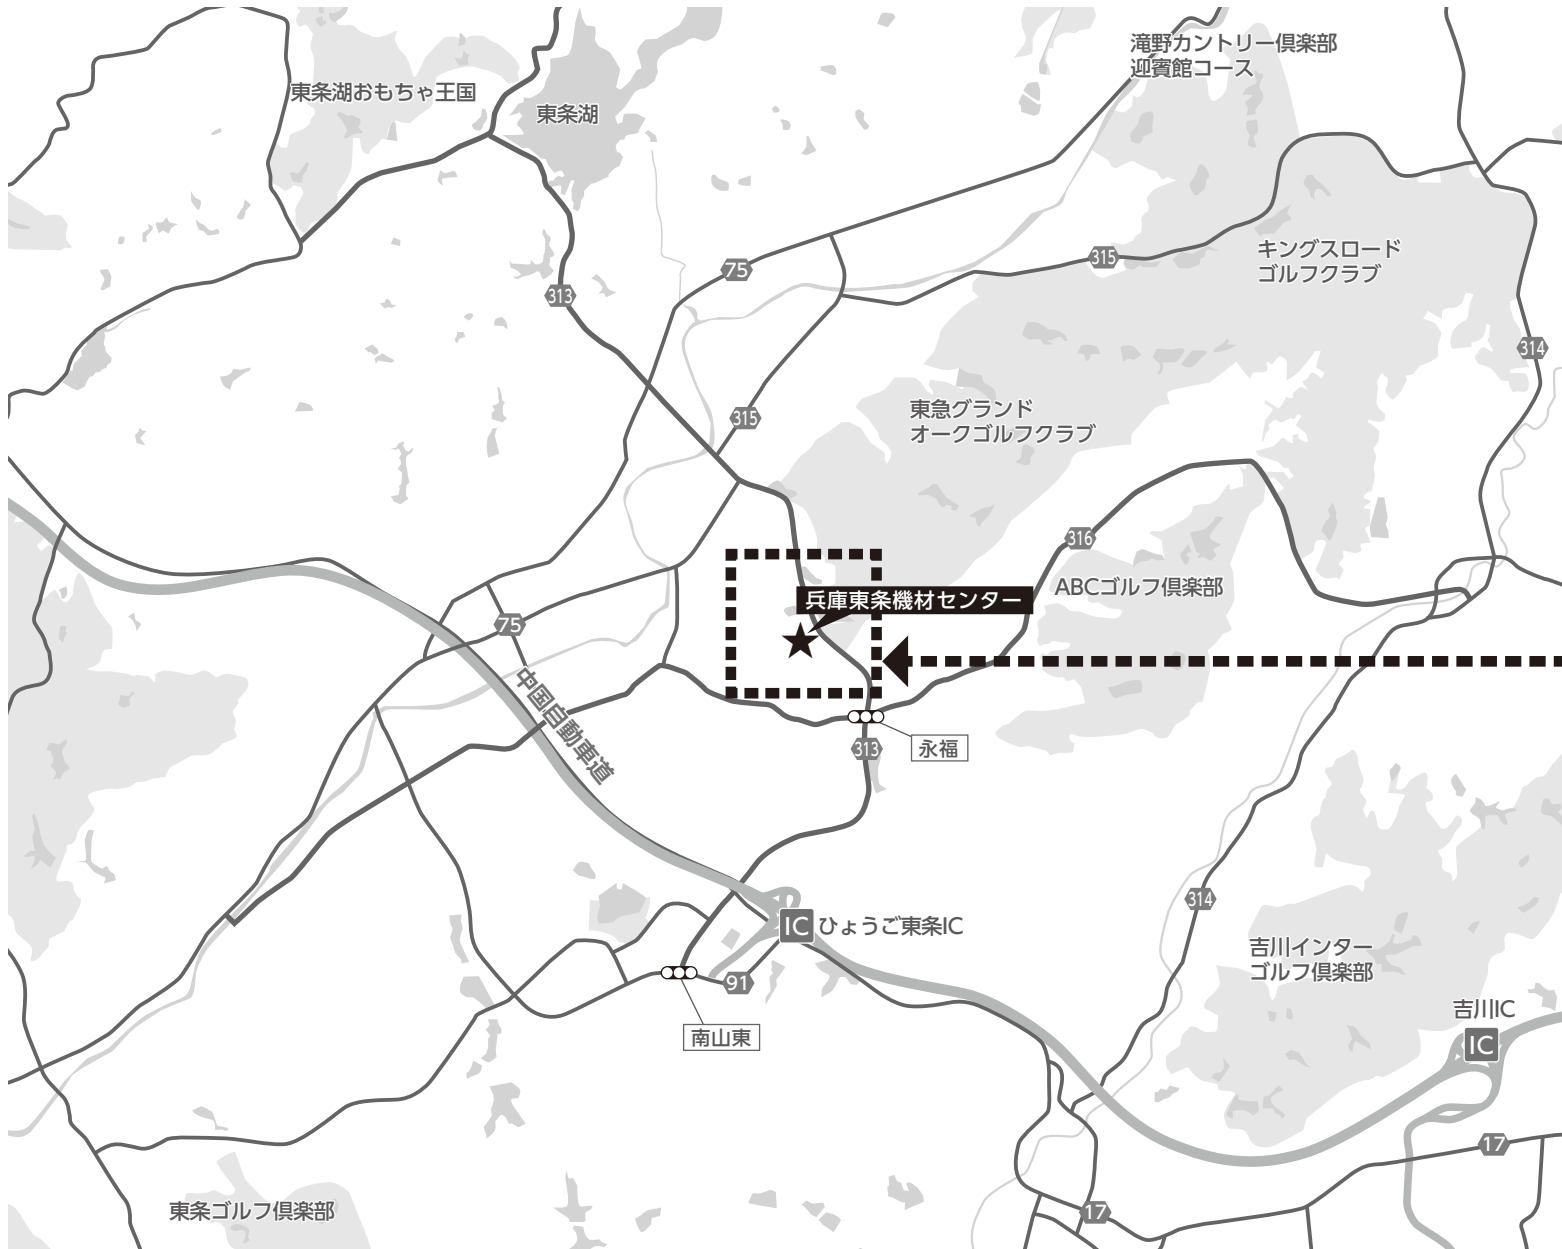 滝野カントリー倶楽部
迎賓館コース
東条湖おもちゃ王国
東条湖
キングスロード
ゴルフクラブ
315
75
313
314
東急グランド
オークゴルフクラブ
315
316
ABCゴルフ倶楽部
兵庫東条機材センター
75
中国自動車道
永福
313
314
IC
ひょうご東条IC
吉川インター
ゴルフ倶楽部
91
吉川IC
IC
南山東
17
東条ゴルフ倶楽部
17